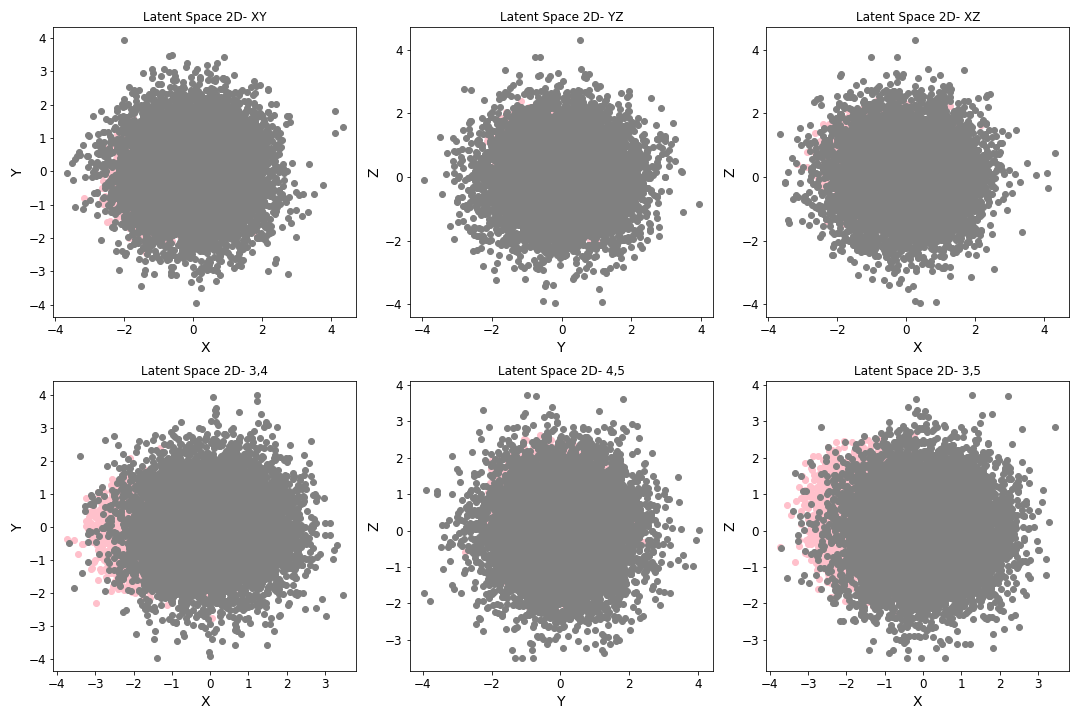 Latent Space 2D- XY
4
3
2
1
0
−1
−2
−3
−4
Y
−4 −2 0 2 4
X
Latent Space 2D- YZ
4
2
0
−2
−4
Z
−4 −2 0 2 4
Y
Latent Space 2D- XZ
4
2
0
−2
−4
Z
−4 −2 0 2 4
X
Latent Space 2D- 3,4
4
3
2
1
0
−1
−2
−3
−4
Y
−4 −3 −2 −1 0 1 2 3
X
Latent Space 2D- 4,5
4
3
2
1
0
−1
−2
−3
Z
−4 −2 0 2 4
Y
Latent Space 2D- 3,5
4
3
2
1
0
−1
−2
−3
Z
−4 −3 −2 −1 0 1 2 3
X